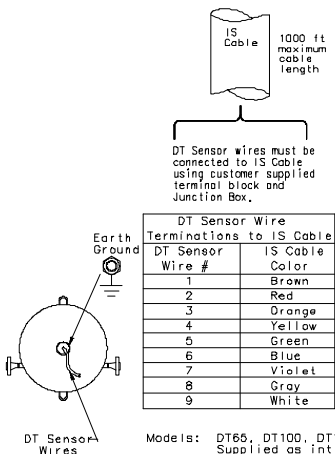 IS
Cable
1000 ft
maximum
cable
length
DT Sensor wires must be
connected to IS Cable
using customer supplied
terminal block and
Junction Box.
Earth
Ground
DT Sensor Wire
Terminations to IS Cable
DT Sensor Wire # IS Cable Color
1 Brown
2 Red
3 Orange
4 Yellow
5 Green
6 Blue
7 Violet
8 Gray
9 White
DT Sensor
Wires
Models: DT65, DT100,
Supplied as